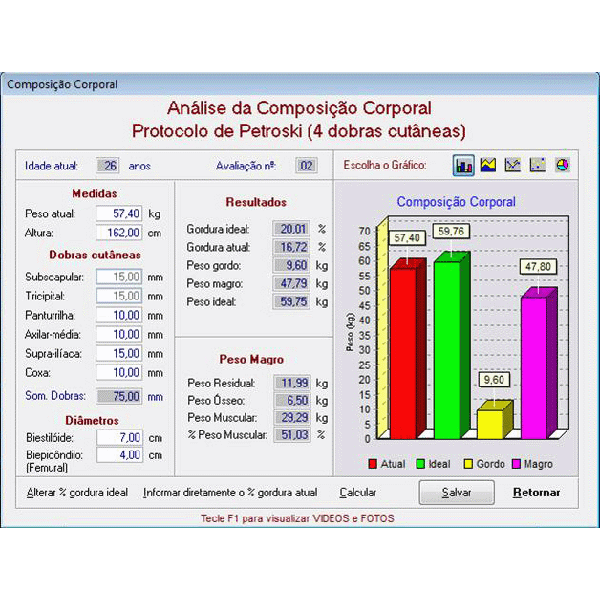 Composição Corporal
Análise da Composição Corporal
Protocolo de Petroski (4 dobras cutâneas)
Idade atual: 26 anos
Avaliação nº: 02
Escolha o Gráfico:
Medidas
Peso atual: 57,40 kg
Altura: 162,00 cm
Dobras cutâneas
Subscapular: 15,00 mm
Tricipital: 15,00 mm
Panturrilha: 10,00 mm
Axilar-média: 10,00 mm
Supra-ilíaca: 15,00 mm
Coxa: 10,00 mm
Som. Dobras: 75,00 mm
Diâmetros
Biestilóide: 7,00 cm
Biepicôndio: 4,00 cm
(Femural)
Resultados
Gordura ideal: 20,01 %
Gordura atual: 16,72 %
Peso gordo: 9,60 kg
Peso magro: 47,79 kg
Peso ideal: 59,75 kg
Peso Magro
Peso Residual: 11,99 kg
Peso Ósseo: 6,50 kg
Peso Muscular: 29,29 kg
% Peso Muscular: 51,03 %
Composição Corporal
Peso (kg)
70
65
60
55
50
45
40
35
30
25
20
15
10
5
0
57,40
59,76
9,60
47,80
Atual Ideal Gordo Magro
Alterar % gordura ideal Informar diretamente o % gordura atual Calcular Salvar Retornar
Tecle F1 para visualizar VIDEOS e FOTOS